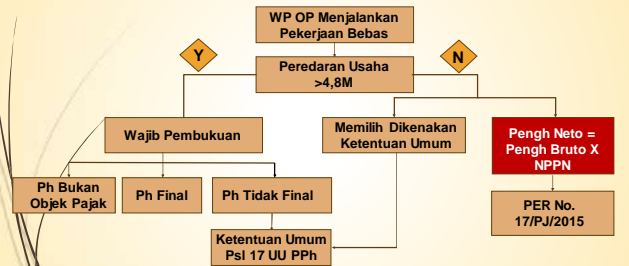 WP OP Menjalankan
Pekerjaan Bebas
Y
N
Peredaran Usaha
>4,8M
Wajib Pembukuan
Memilih Dikenakan
Ketentuan Umum
Pengh Neto =
Pengh Bruto X
NPPN
Ph Bukan
Objek Pajak
Ph Final
Ph Tidak Final
PER No.
17/PJ/2015
Ketentuan Umum
Psl 17 UU PPh